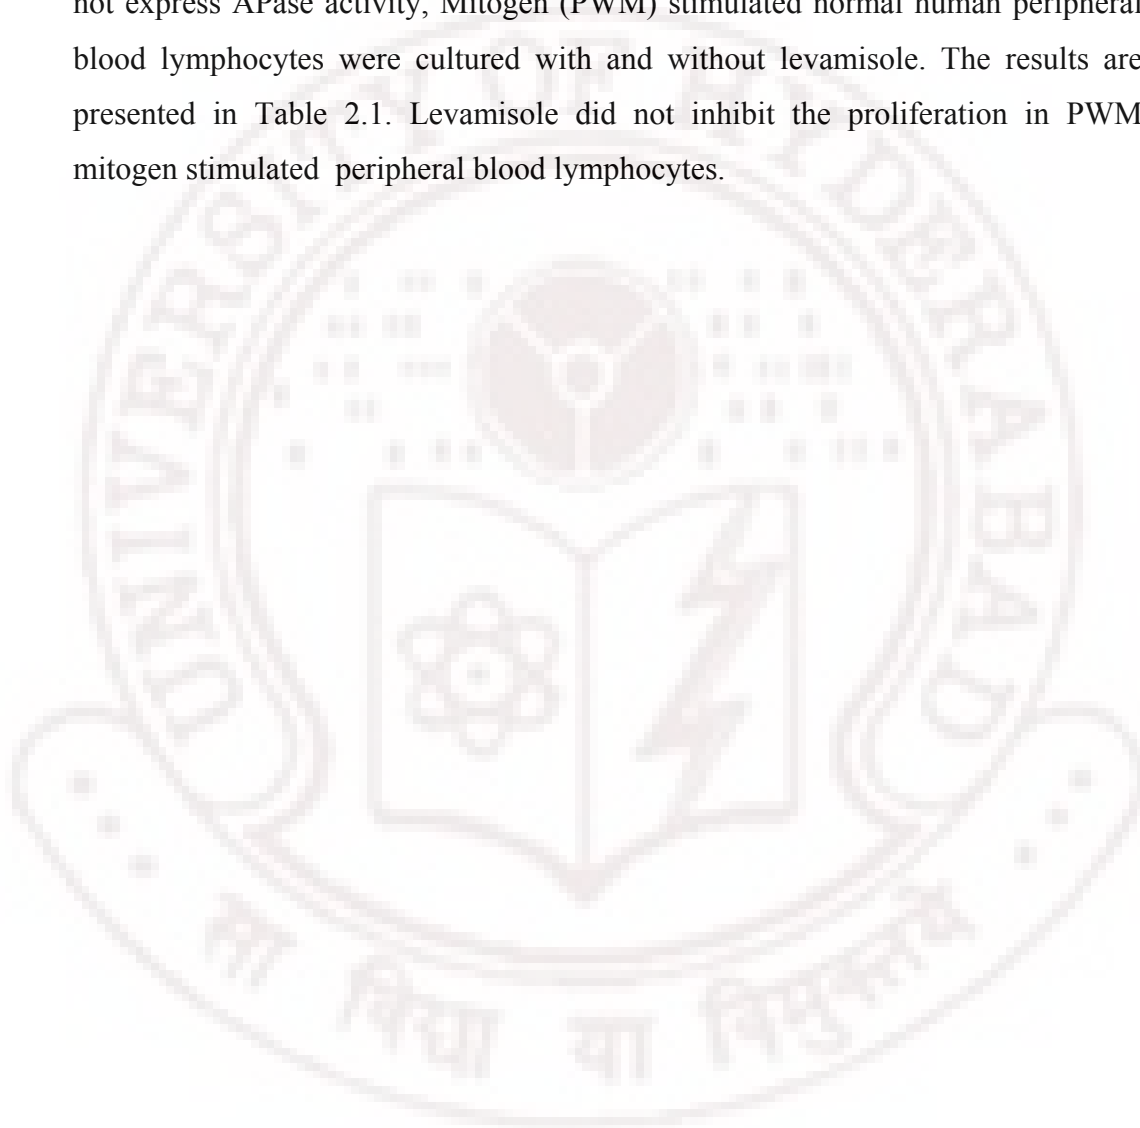 not express APase activity, Mitogen (PWM) stimulated normal human peripheral
blood lymphocytes were cultured with and without levamisole. The results are
presented in Table 2.1. Levamisole did not inhibit the proliferation in PWM
mitogen stimulated  peripheral blood lymphocytes.
UNIVERSITY OF HYDERABAD
सा विद्या या विमुक्तये